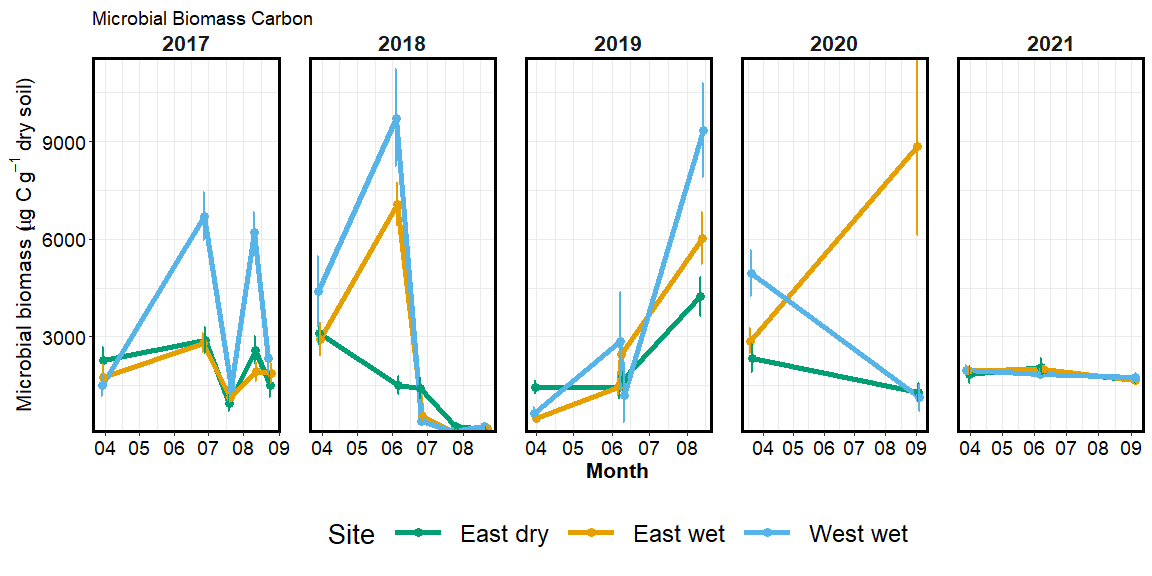 Microbial Biomass Carbon
2017 2018 2019 2020 2021
Microbial biomass (µg C g⁻¹ dry soil)
9000
6000
3000
04 05 06 07 08 09 04 05 06 07 08 04 05 06 07 08 04 05 06 07 08 09 04 05 06 07 08 09
Month
Site East dry East wet West wet